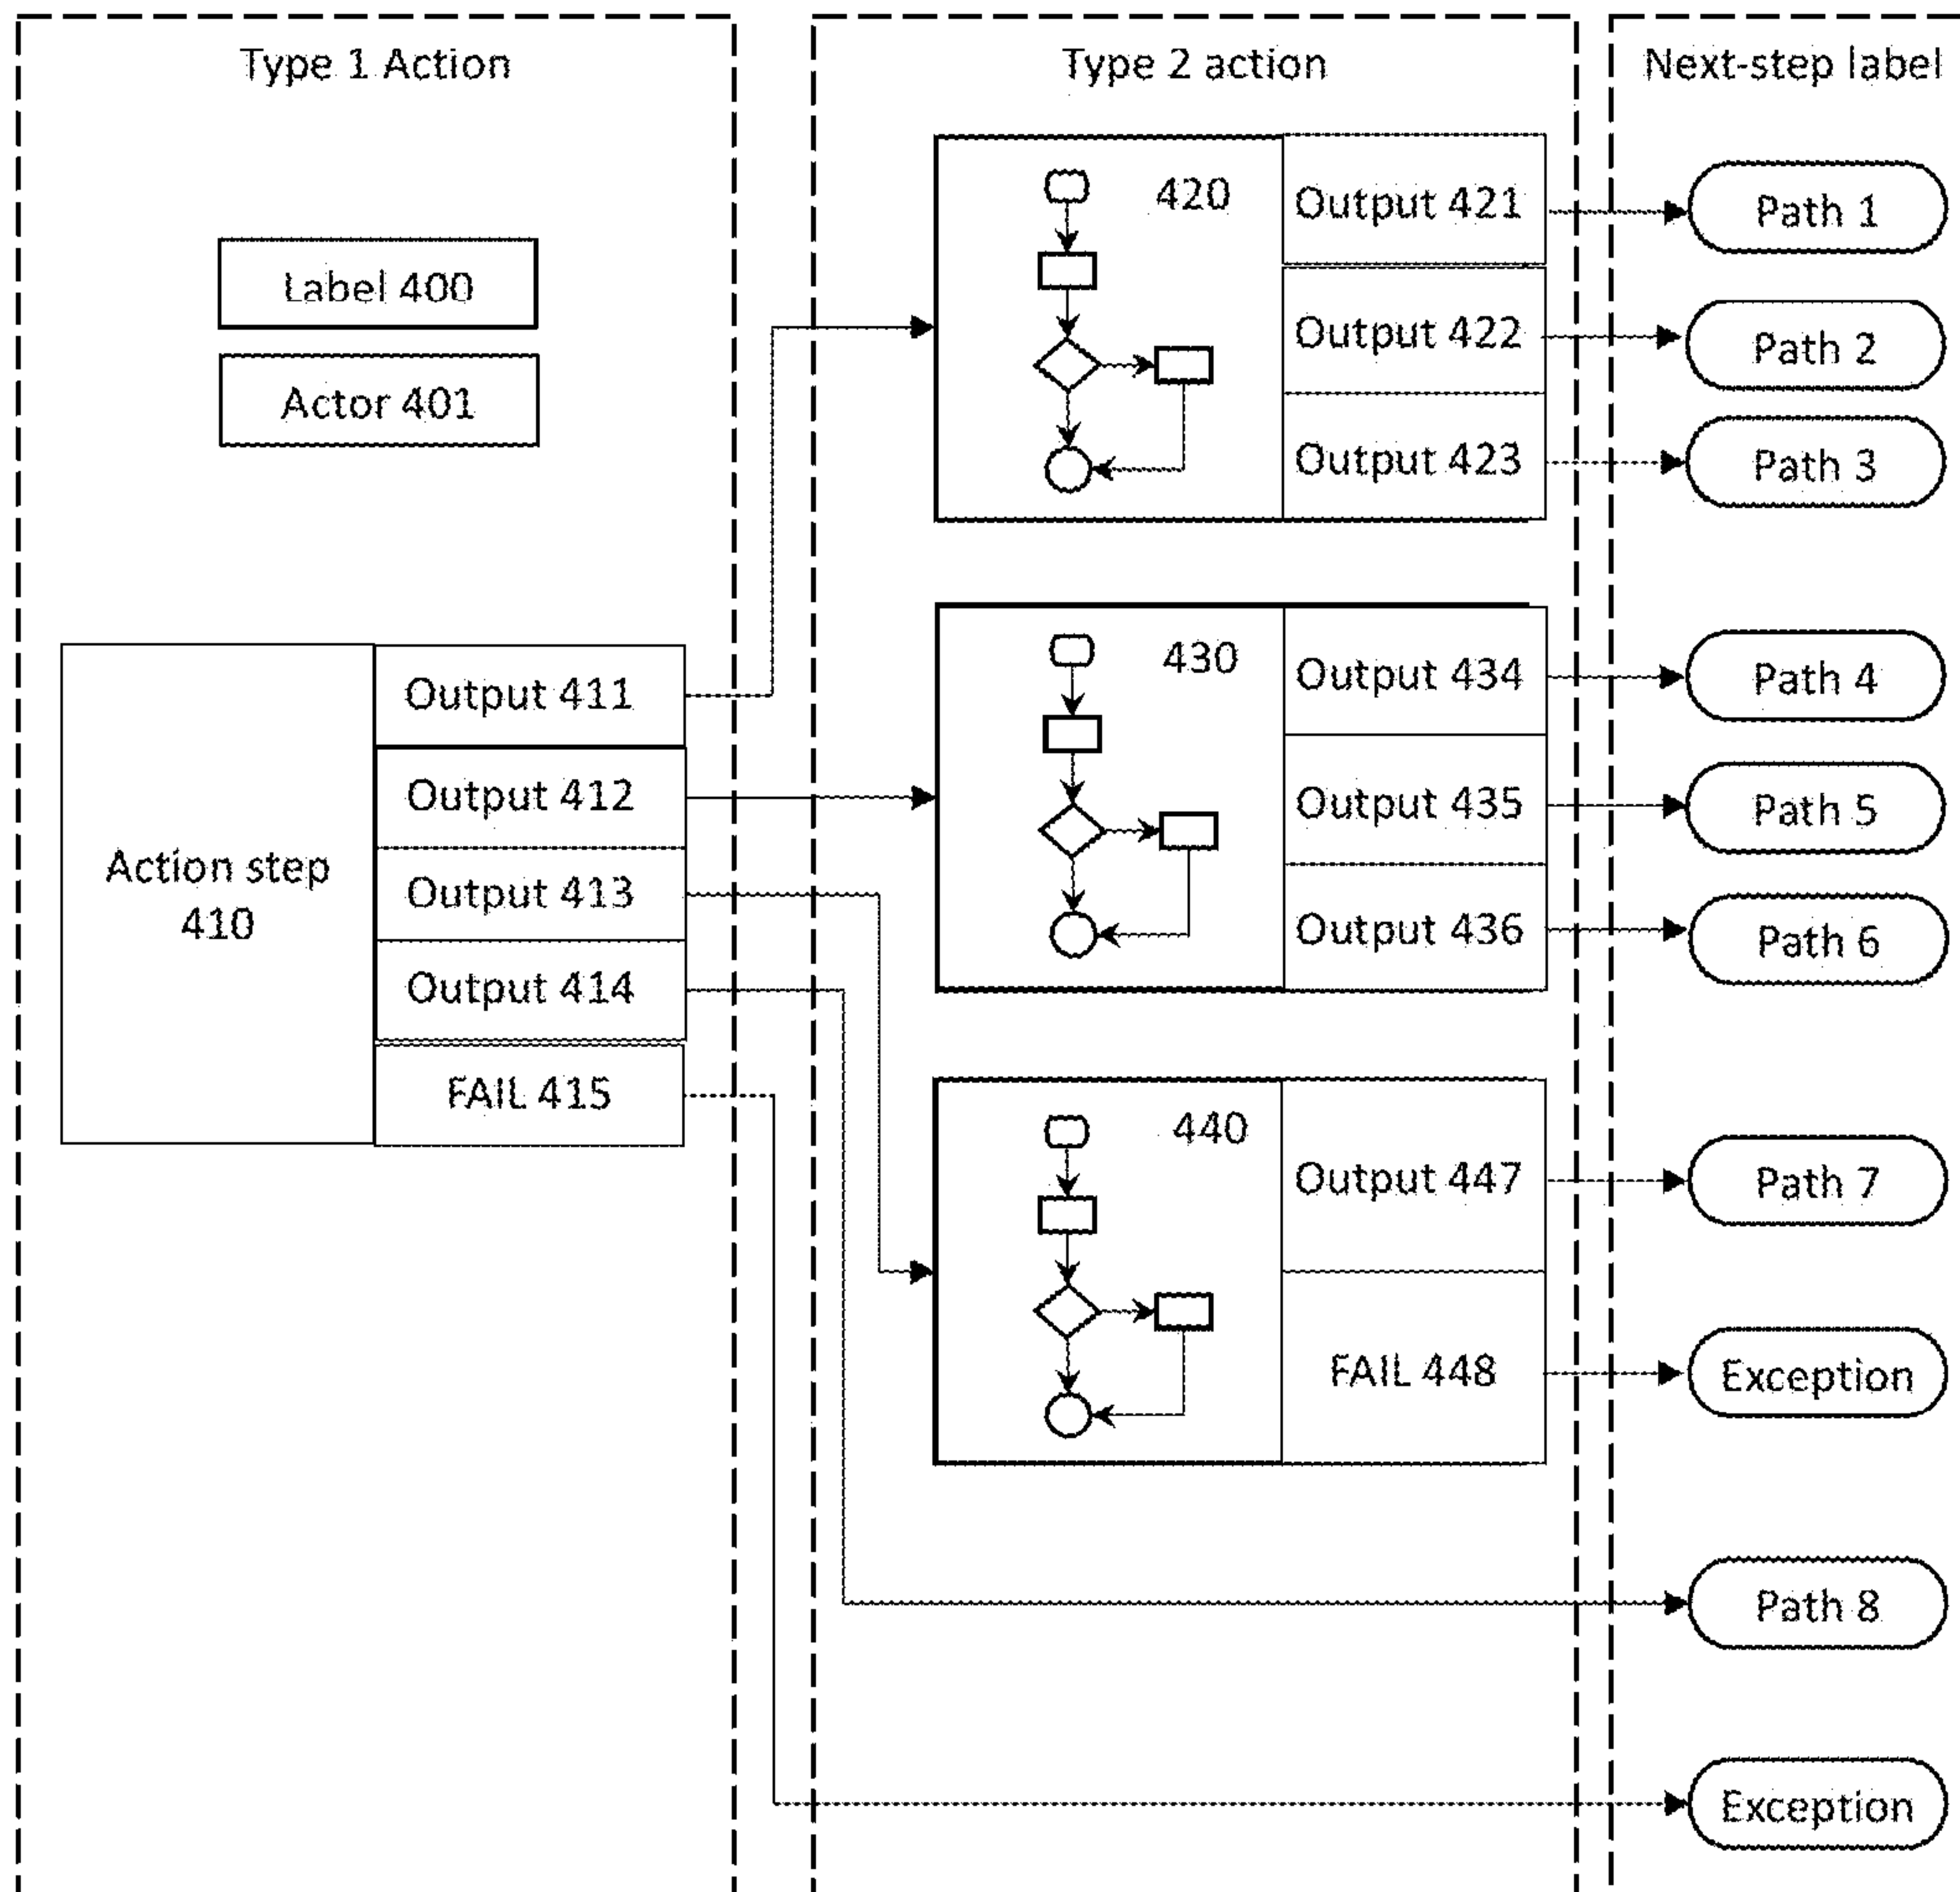 Type 1 Action
Label 400
Actor 401
Action step
410
Output 411
Output 412
Output 413
Output 414
FAIL 415
Type 2 action
420
Output 421
Output 422
Output 423
430
Output 434
Output 435
Output 436
440
Output 447
FAIL 448
Next-step label
Path 1
Path 2
Path 3
Path 4
Path 5
Path 6
Path 7
Exception
Path 8
Exception